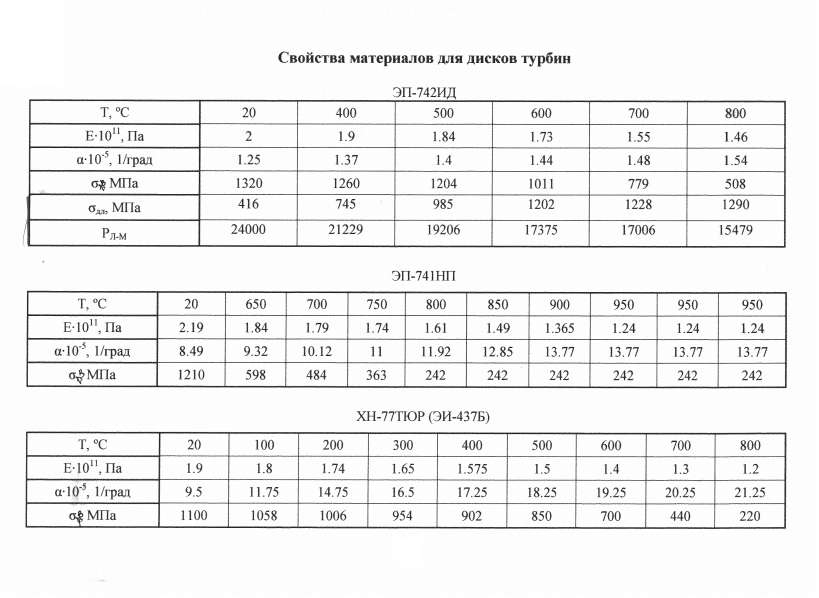 Свойства материалов для дисков турбин
ЭП-742ИД
T, ºC 20 400 500 600 700 800
E·10¹¹, Па 2 1.9 1.84 1.73 1.55 1.46
α·10⁻⁵, 1/град 1.25 1.37 1.4 1.44 1.48 1.54
σ МПа 1320 1260 1204 1011 779 508
σдл, МПа 416 745 985 1202 1228 1290
PЛ-М 24000 21229 19206 17375 17006 15479
ЭП-741НП
T, ºC 20 650 700 750 800 850 900 950 950 950
E·10¹¹, Па 2.19 1.84 1.79 1.74 1.61 1.49 1.365 1.24 1.24 1.24
α·10⁻⁵, 1/град 8.49 9.32 10.12 11 11.92 12.85 13.77 13.77 13.77 13.77
σ МПа 1210 598 484 363 242 242 242 242 242 242
ХН-77ТЮР (ЭИ-437Б)
T, ºC 20 100 200 300 400 500 600 700 800
E·10¹¹, Па 1.9 1.8 1.74 1.65 1.575 1.5 1.4 1.3 1.2
α·10⁻⁵, 1/град 9.5 11.75 14.75 16.5 17.25 18.25 19.25 20.25 21.25
σ МПа 1100 1058 1006 954 902 850 700 440 220